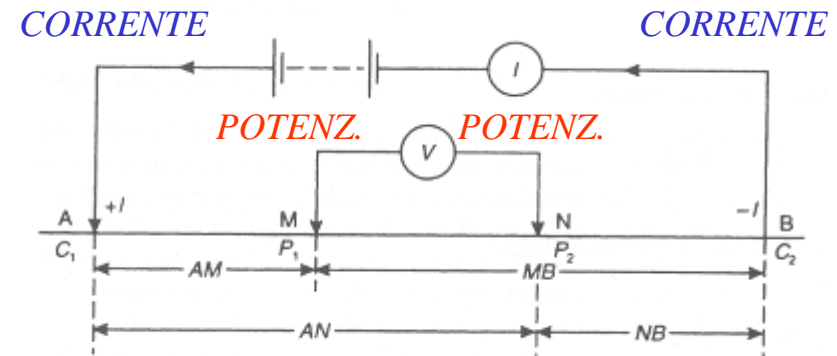 CORRENTE CORRENTE
I
POTENZ. POTENZ.
V
A +I M N -I B
C₁ P₁ P₂ C₂
AM MB
AN NB